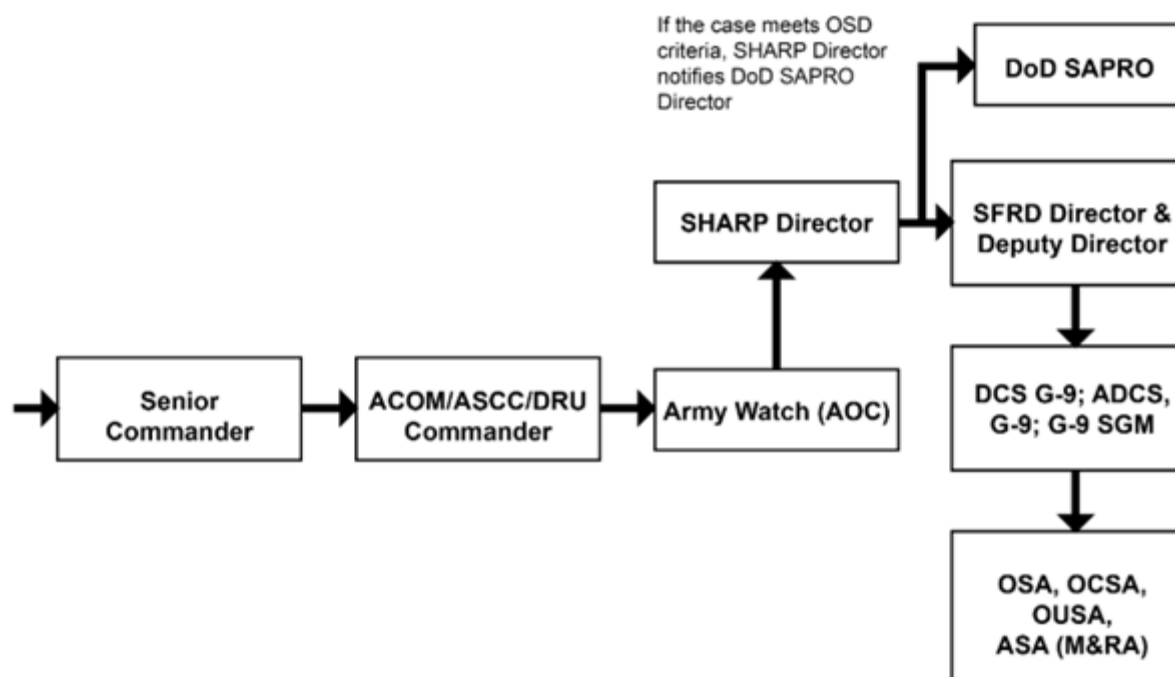 If the case meets OSD
criteria, SHARP Director
notifies DoD SAPRO
Director
DoD SAPRO
SHARP Director
SFRD Director &
Deputy Director
Senior
Commander
ACOM/ASCC/DRU
Commander
Army Watch (AOC)
DCS G-9; ADCS,
G-9; G-9 SGM
OSA, OCSA,
OUSA,
ASA (M&RA)